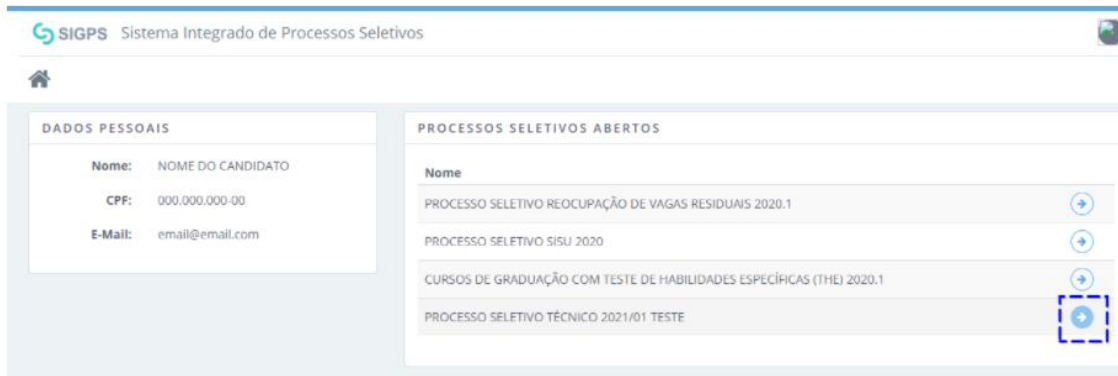 SIGPS Sistema Integrado de Processos Seletivos
DADOS PESSOAIS
Nome: NOME DO CANDIDATO
CPF: 000.000.000-00
E-Mail: email@email.com
PROCESSOS SELETIVOS ABERTOS
Nome
PROCESSO SELETIVO REOCUPAÇÃO DE VAGAS RESIDUAIS 2020.1
PROCESSO SELETIVO SISU 2020
CURSOS DE GRADUAÇÃO COM TESTE DE HABILIDADES ESPECÍFICAS (THE) 2020.1
PROCESSO SELETIVO TÉCNICO 2021/01 TESTE